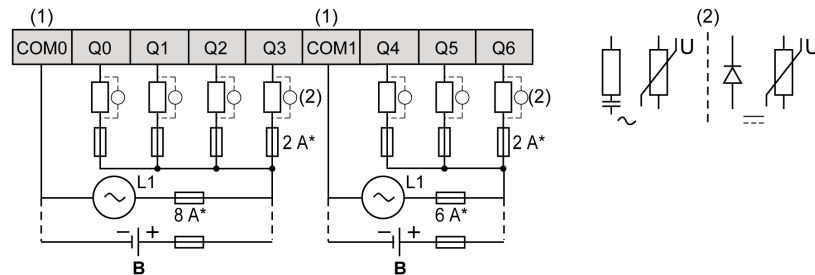 (1) (1) (2)
COM0 Q0 Q1 Q2 Q3 COM1 Q4 Q5 Q6
U U
(2) (2)
2 A* 2 A*
L1 L1
8 A* 6 A*
− + − +
B B